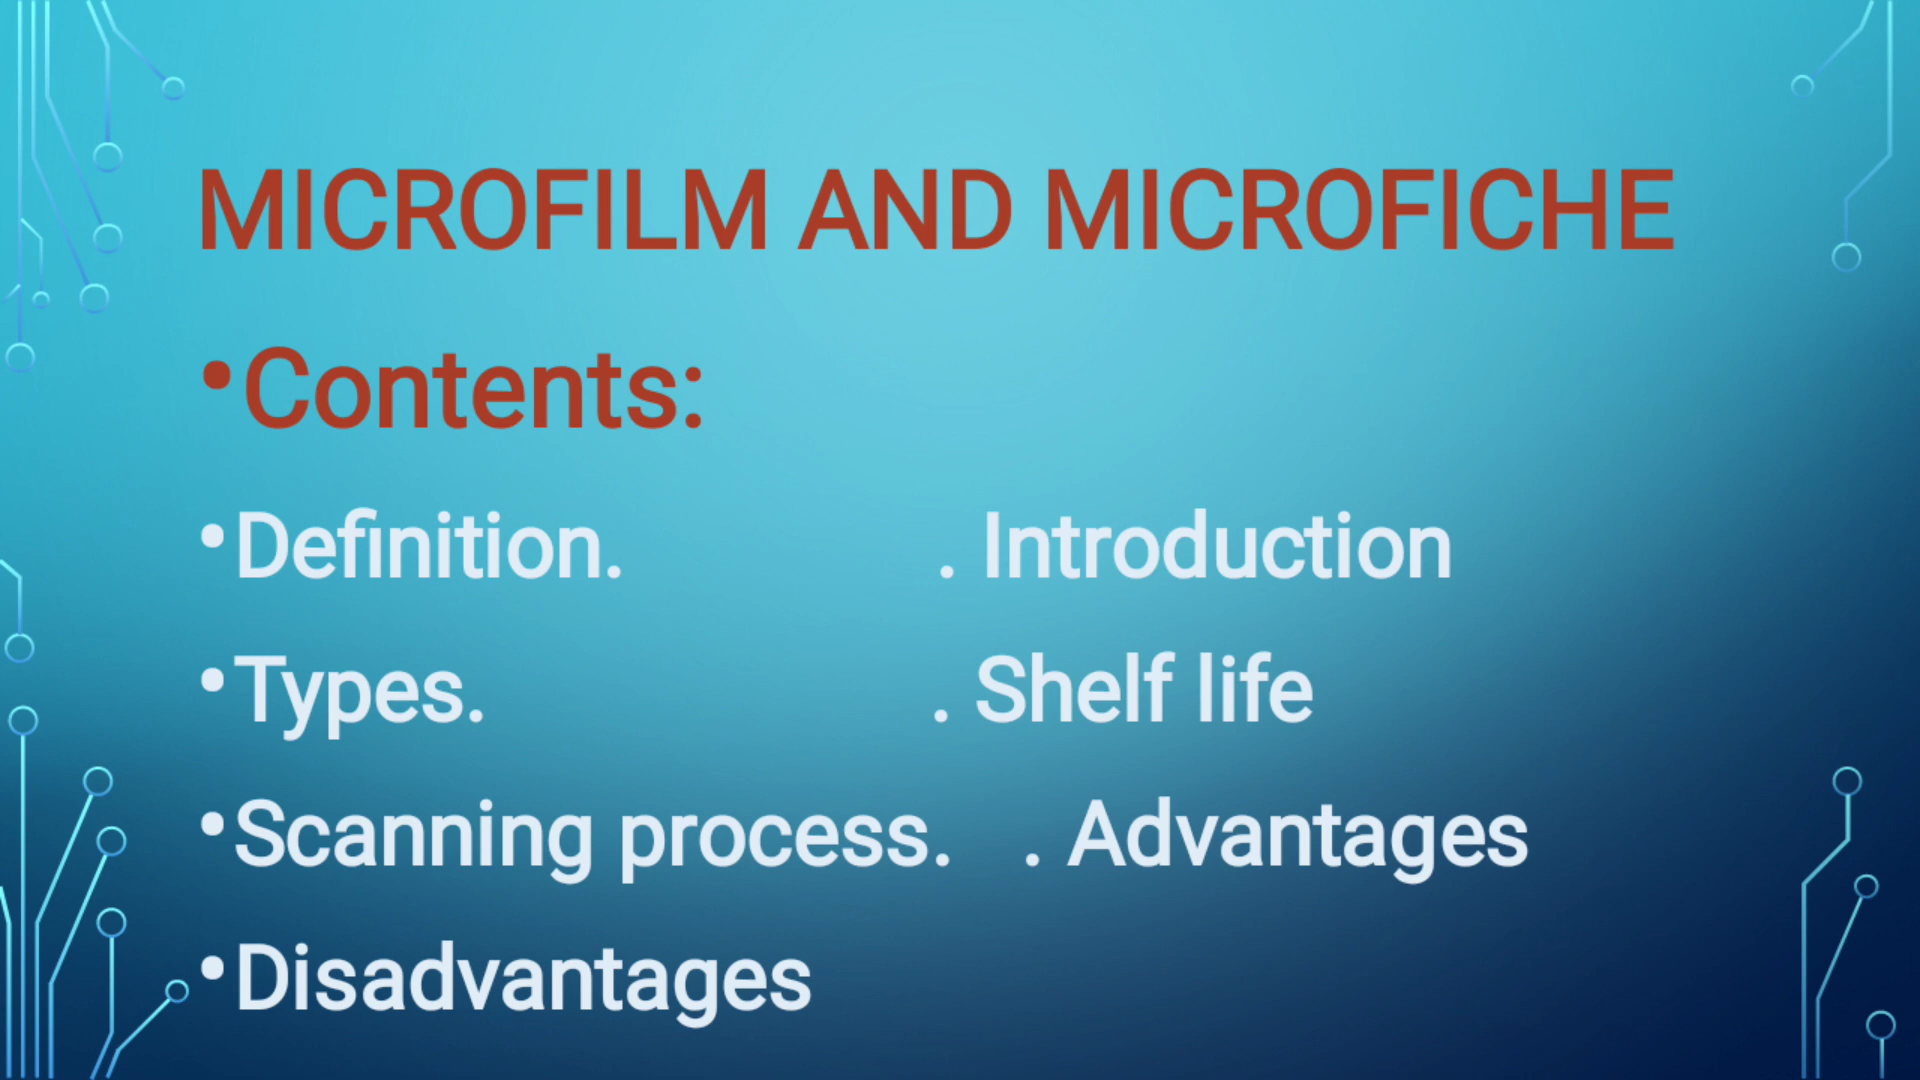 MICROFILM AND MICROFICHE
•Contents:
•Definition. . Introduction
•Types. . Shelf life
•Scanning process. . Advantages
•Disadvantages